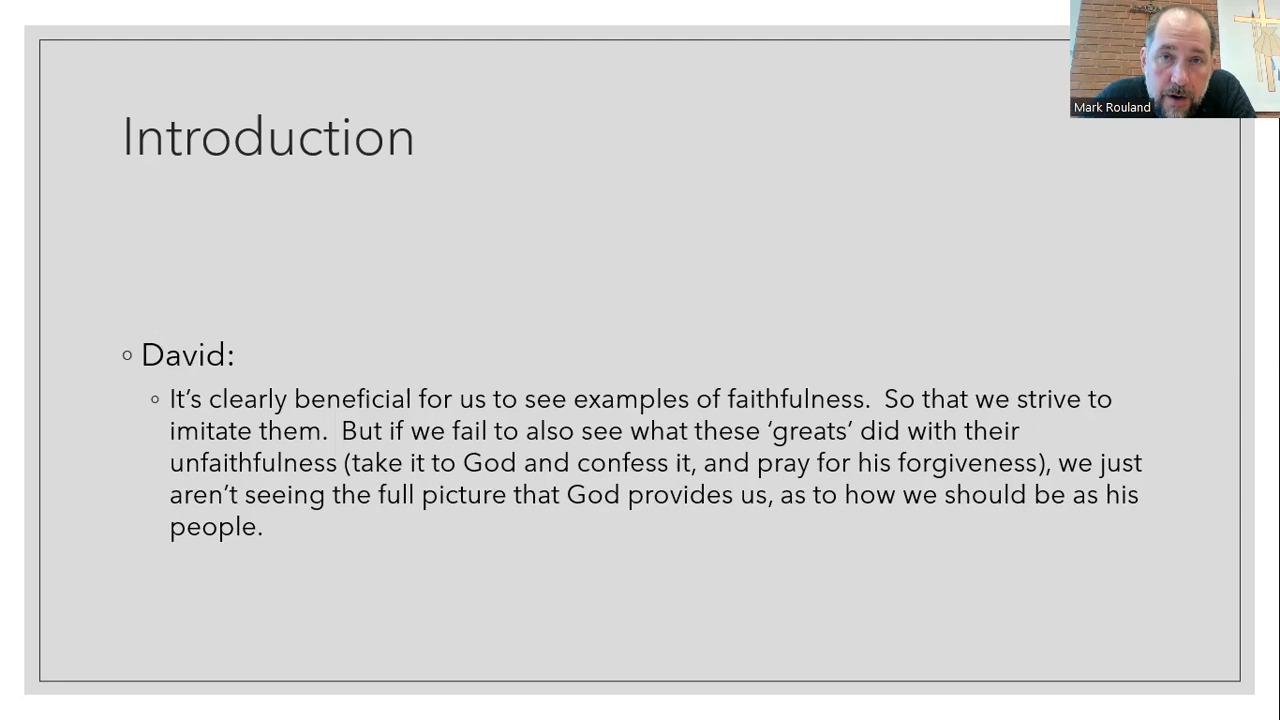 Mark Rouland
Introduction
David:
It’s clearly beneficial for us to see examples of faithfulness.  So that we strive to
imitate them.  But if we fail to also see what these ‘greats’ did with their
unfaithfulness (take it to God and confess it, and pray for his forgiveness), we just
aren’t seeing the full picture that God provides us, as to how we should be as his
people.